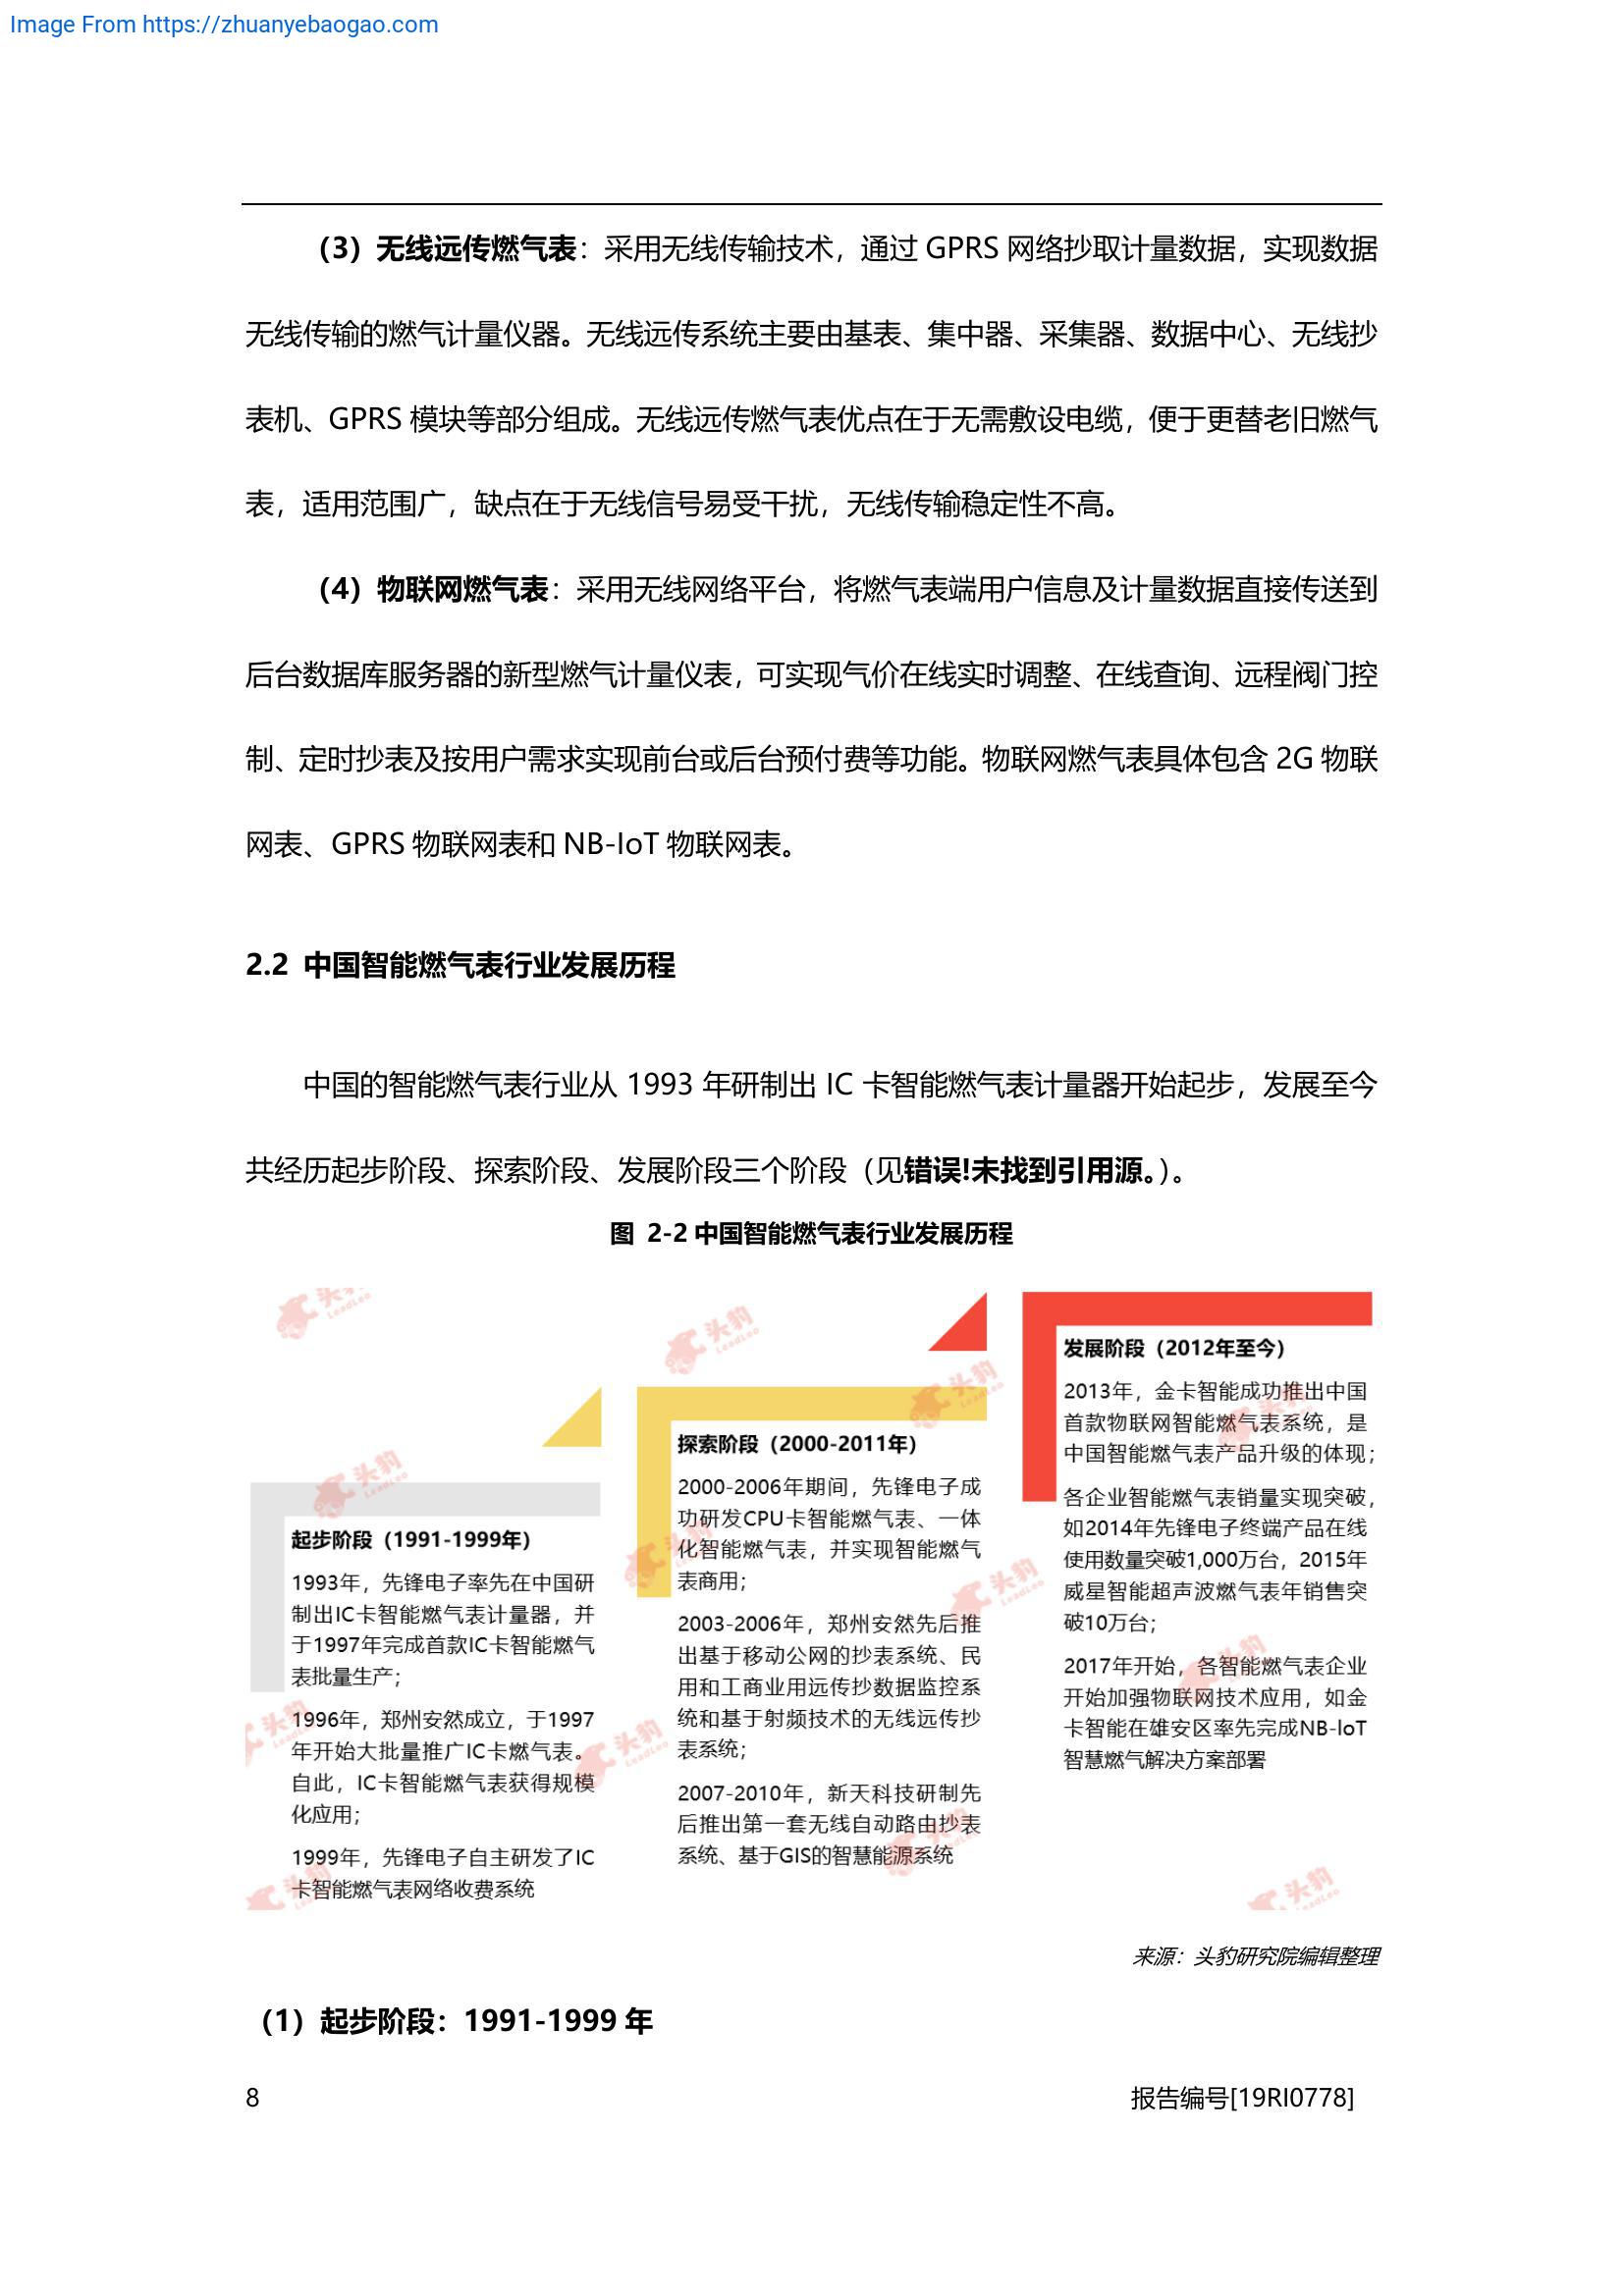 Image From https://zhuanyebaogao.com
（3）无线远传燃气表：采用无线传输技术，通过 GPRS 网络抄取计量数据，实现数据
无线传输的燃气计量仪器。无线远传系统主要由基表、集中器、采集器、数据中心、无线抄
表机、GPRS 模块等部分组成。无线远传燃气表优点在于无需敷设电缆，便于更替老旧燃气
表，适用范围广，缺点在于无线信号易受干扰，无线传输稳定性不高。
（4）物联网燃气表：采用无线网络平台，将燃气表端用户信息及计量数据直接传送到
后台数据库服务器的新型燃气计量仪表，可实现气价在线实时调整、在线查询、远程阀门控
制、定时抄表及按用户需求实现前台或后台预付费等功能。物联网燃气表具体包含 2G 物联
网表、GPRS 物联网表和 NB-IoT 物联网表。
2.2 中国智能燃气表行业发展历程
中国的智能燃气表行业从 1993 年研制出 IC 卡智能燃气表计量器开始起步，发展至今
共经历起步阶段、探索阶段、发展阶段三个阶段（见错误!未找到引用源。）。
图 2-2 中国智能燃气表行业发展历程
起步阶段（1991-1999年）
1993年，先锋电子率先在中国研
制出IC卡智能燃气表计量器，并
于1997年完成首款IC卡智能燃气
表批量生产；
1996年，郑州安然成立，于1997
年开始大批量推广IC卡燃气表。
自此，IC卡智能燃气表获得规模
化应用；
1999年，先锋电子自主研发了IC
卡智能燃气表网络收费系统
探索阶段（2000-2011年）
2000-2006年期间，先锋电子成
功研发CPU卡智能燃气表、一体
化智能燃气表，并实现智能燃气
表商用；
2003-2006年，郑州安然先后推
出基于移动公网的抄表系统、民
用和工商业用远传抄数据监控系
统和基于射频技术的无线远传抄
表系统；
2007-2010年，新天科技研制先
后推出第一套无线自动路由抄表
系统、基于GIS的智慧能源系统
发展阶段（2012年至今）
2013年，金卡智能成功推出中国
首款物联网智能燃气表系统，是
中国智能燃气表产品升级的体现；
各企业智能燃气表销量实现突破，
如2014年先锋电子终端产品在线
使用数量突破1,000万台，2015年
威星智能超声波燃气表年销售突
破10万台；
2017年开始，各智能燃气表企业
开始加强物联网技术应用，如金
卡智能在雄安区率先完成NB-IoT
智慧燃气解决方案部署
来源：头豹研究院编辑整理
（1）起步阶段：1991-1999 年
8 报告编号[19RI0778]